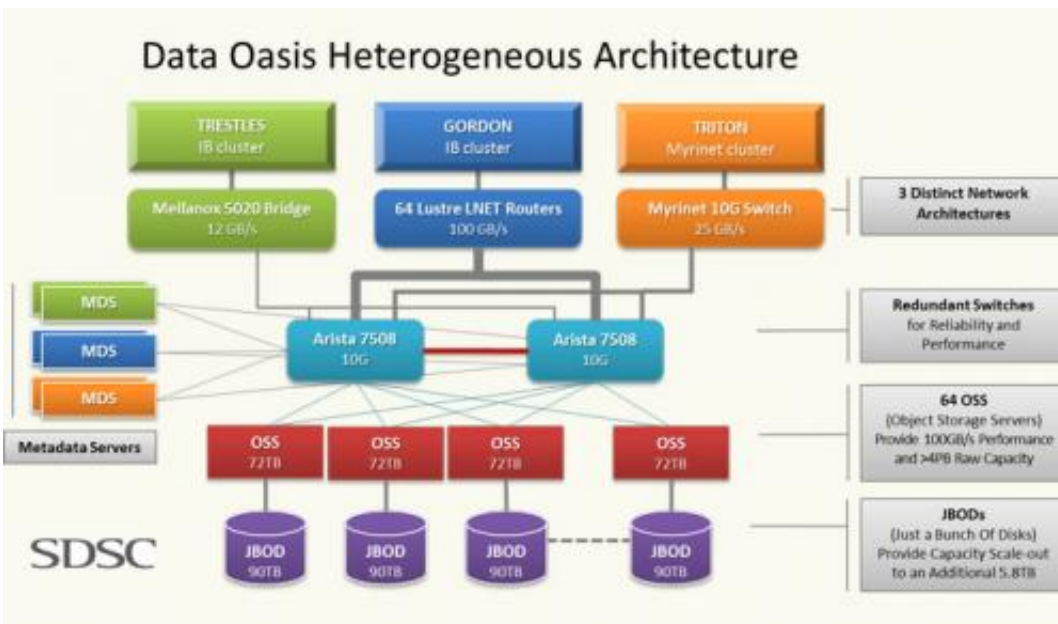 Data Oasis Heterogeneous Architecture
TRESTLES
IB cluster
GORDON
IB cluster
TRITON
Myrinet cluster
Mellanox 5020 Bridge
12 GB/s
64 Lustre LNET Routers
100 GB/s
Myrinet 10G Switch
25 GB/s
3 Distinct Network
Architectures
MDS
MDS
MDS
Metadata Servers
Arista 7508
10G
Arista 7508
10G
Redundant Switches
for Reliability and
Performance
OSS
72TB
OSS
72TB
OSS
72TB
OSS
72TB
64 OSS
(Object Storage Servers)
Provide 100GB/s Performance
and >4PB Raw Capacity
JBOD
90TB
JBOD
90TB
JBOD
90TB
JBOD
90TB
JBODs
(Just a Bunch Of Disks)
Provide Capacity Scale-out
to an Additional 5.8TB
SDSC